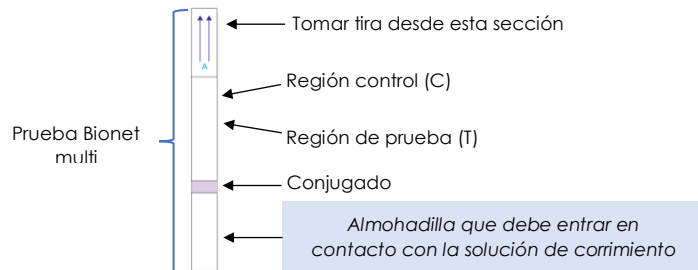 Tomar tira desde esta sección
A
Región control (C)
Prueba Bionet
multi
Región de prueba (T)
Conjugado
Almohadilla que debe entrar en
contacto con la solución de corrimiento